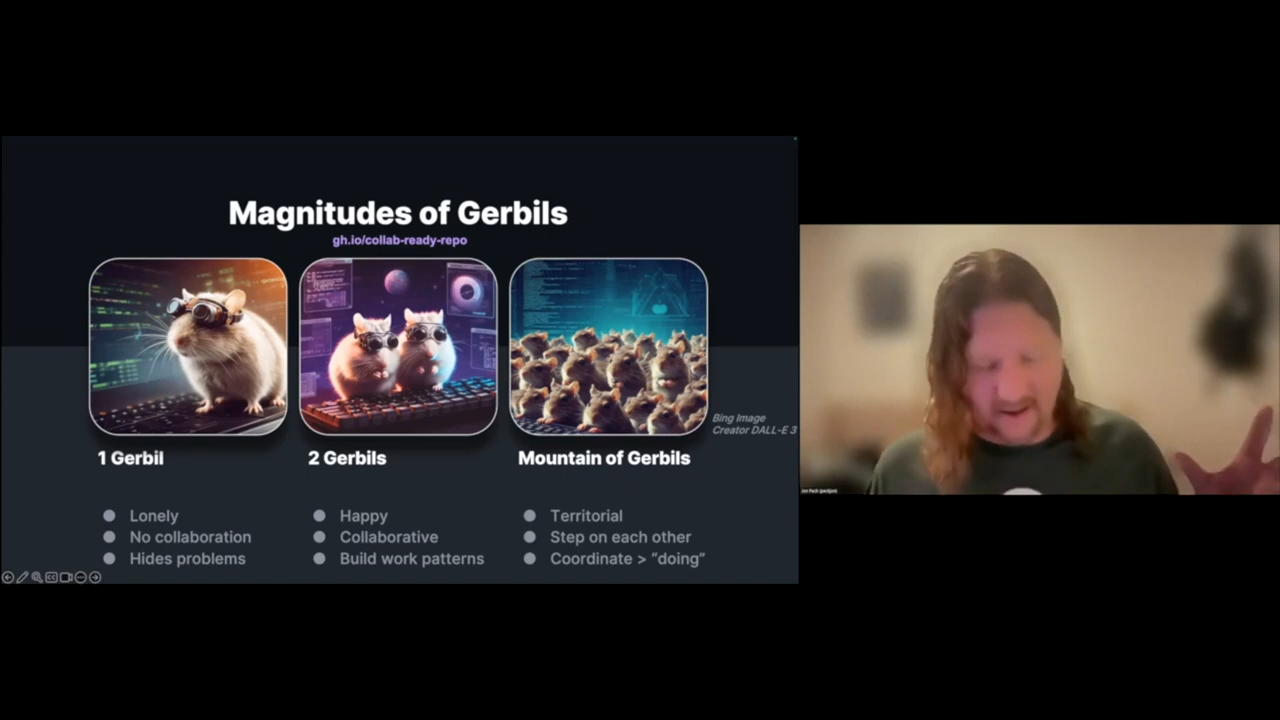 Magnitudes of Gerbils
gh.io/collab-ready-repo
Bing Image
Creator DALL-E 3
1 Gerbil
2 Gerbils
Mountain of Gerbils
Lonely
No collaboration
Hides problems
Happy
Collaborative
Build work patterns
Territorial
Step on each other
Coordinate > “doing”